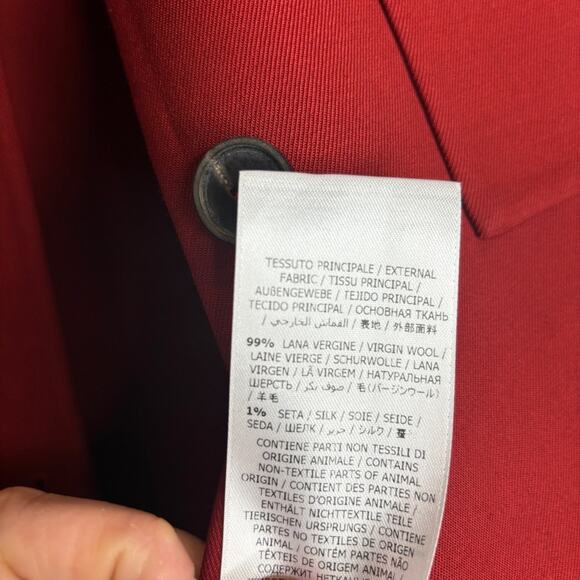 TESSUTO PRINCIPALE / EXTERNAL
FABRIC / TISSU PRINCIPAL /
AUßENGEWEBE / TEJIDO PRINCIPAL /
TECIDO PRINCIPAL / ОСНОВНАЯ ТКАНЬ
/ القماش الخارجي / 表地 / 外部面料
99% LANA VERGINE / VIRGIN WOOL /
LAINE VIERGE / SCHURWOLLE / LANA
VIRGEN / LÃ VIRGEM / НАТУРАЛЬНАЯ
ШЕРСТЬ / صوف بكر / 毛(バージンウール)
/ 羊毛
1% SETA / SILK / SOIE / SEIDE /
SEDA / ШЕЛК / حرير / シルク /
CONTIENE PARTI NON TESSILI DI
ORIGINE ANIMALE / CONTAINS
NON-TEXTILE PARTS OF ANIMAL
ORIGIN / CONTIENT DES PARTIES NON
TEXTILES D'ORIGINE ANIMALE /
ENTHÄLT NICHTTEXTILE TEILE
TIERISCHEN URSPRUNGS / CONTIENE
PARTES NO TEXTILES DE ORIGEN
ANIMAL / CONTÉM PARTES NÃO
TÊXTEIS DE ORIGEM ANIMAL
СОДЕРЖИТ